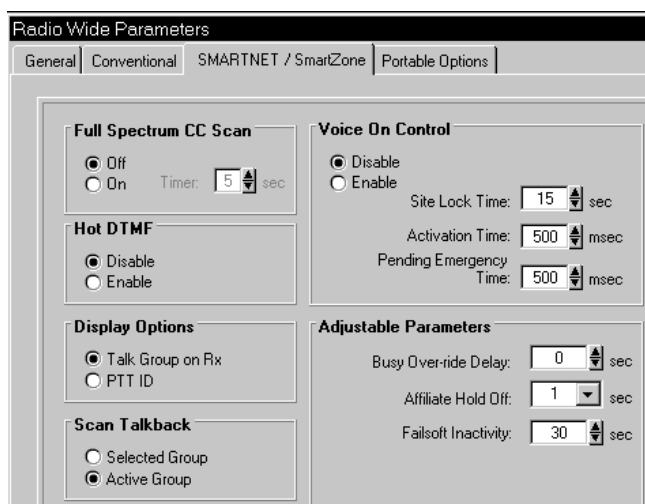 Radio Wide Parameters
General Conventional SMARTNET / SmartZone Portable Options
Full Spectrum CC Scan
Off
On Timer: 5 sec
Hot DTMF
Disable
Enable
Display Options
Talk Group on Rx
PTT ID
Scan Talkback
Selected Group
Active Group
Voice On Control
Disable
Enable
Site Lock Time: 15 sec
Activation Time: 500 msec
Pending Emergency
Time: 500 msec
Adjustable Parameters
Busy Over-ride Delay: 0 sec
Affiliate Hold Off: 1 sec
Failsoft Inactivity: 30 sec